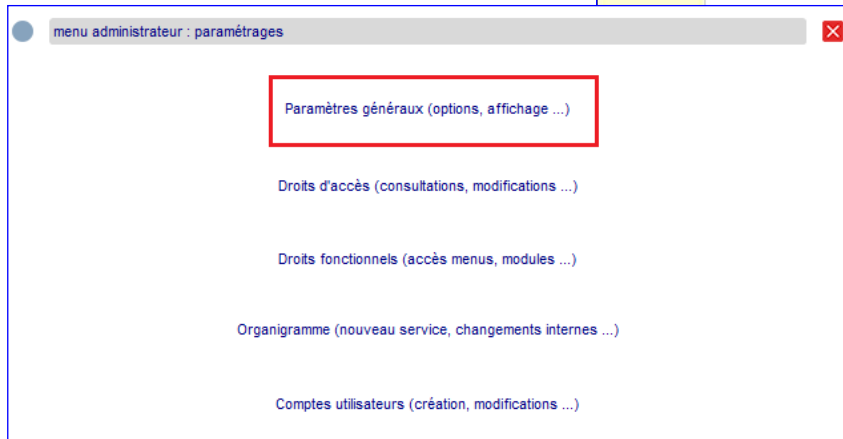 menu administrateur : paramétrages
Paramètres généraux (options, affichage ...)
Droits d'accès (consultations, modifications ...)
Droits fonctionnels (accès menus, modules ...)
Organigramme (nouveau service, changements internes ...)
Comptes utilisateurs (création, modifications ...)